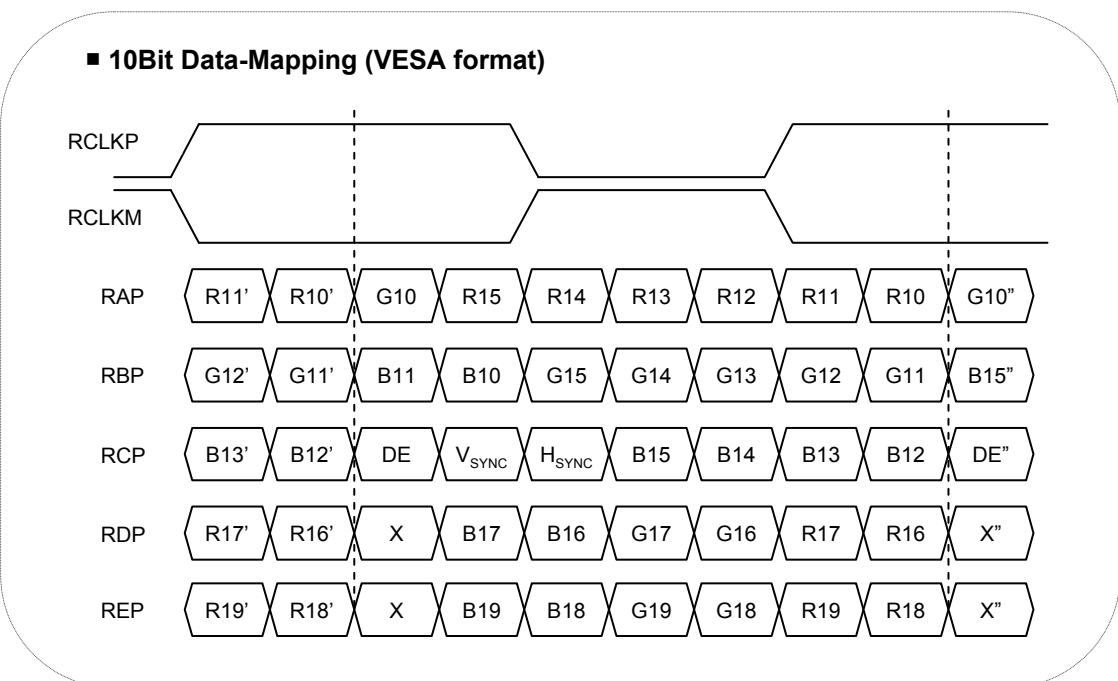 ■ 10Bit Data-Mapping (VESA format)
RCLKP
RCLKM
RAP R11’ R10’ G10 R15 R14 R13 R12 R11 R10 G10”
RBP G12’ G11’ B11 B10 G15 G14 G13 G12 G11 B15”
RCP B13’ B12’ DE VSYNC HSYNC B15 B14 B13 B12 DE”
RDP R17’ R16’ X B17 B16 G17 G16 R17 R16 X”
REP R19’ R18’ X B19 B18 G19 G18 R19 R18 X”